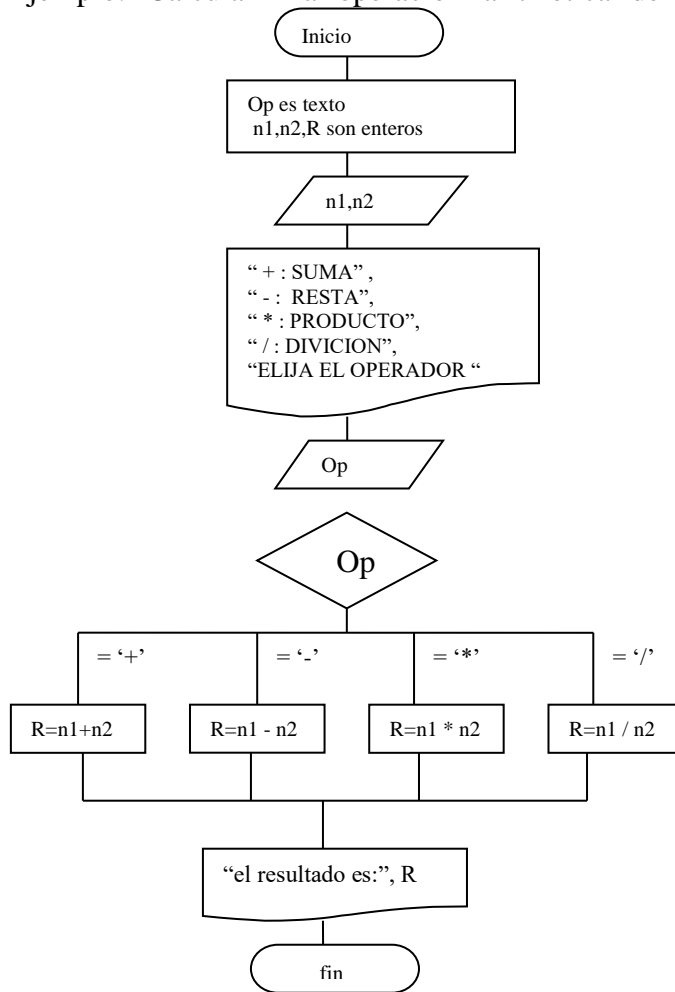 Inicio
Op es texto
n1,n2,R son enteros
n1,n2
“ + : SUMA” ,
“ - : RESTA”,
“ * : PRODUCTO”,
“ / : DIVICION”,
“ELIJA EL OPERADOR “
Op
Op
= ‘+’ = ‘-’ = ‘*’ = ‘/’
R=n1+n2 R=n1 - n2 R=n1 * n2 R=n1 / n2
“el resultado es:”, R
fin